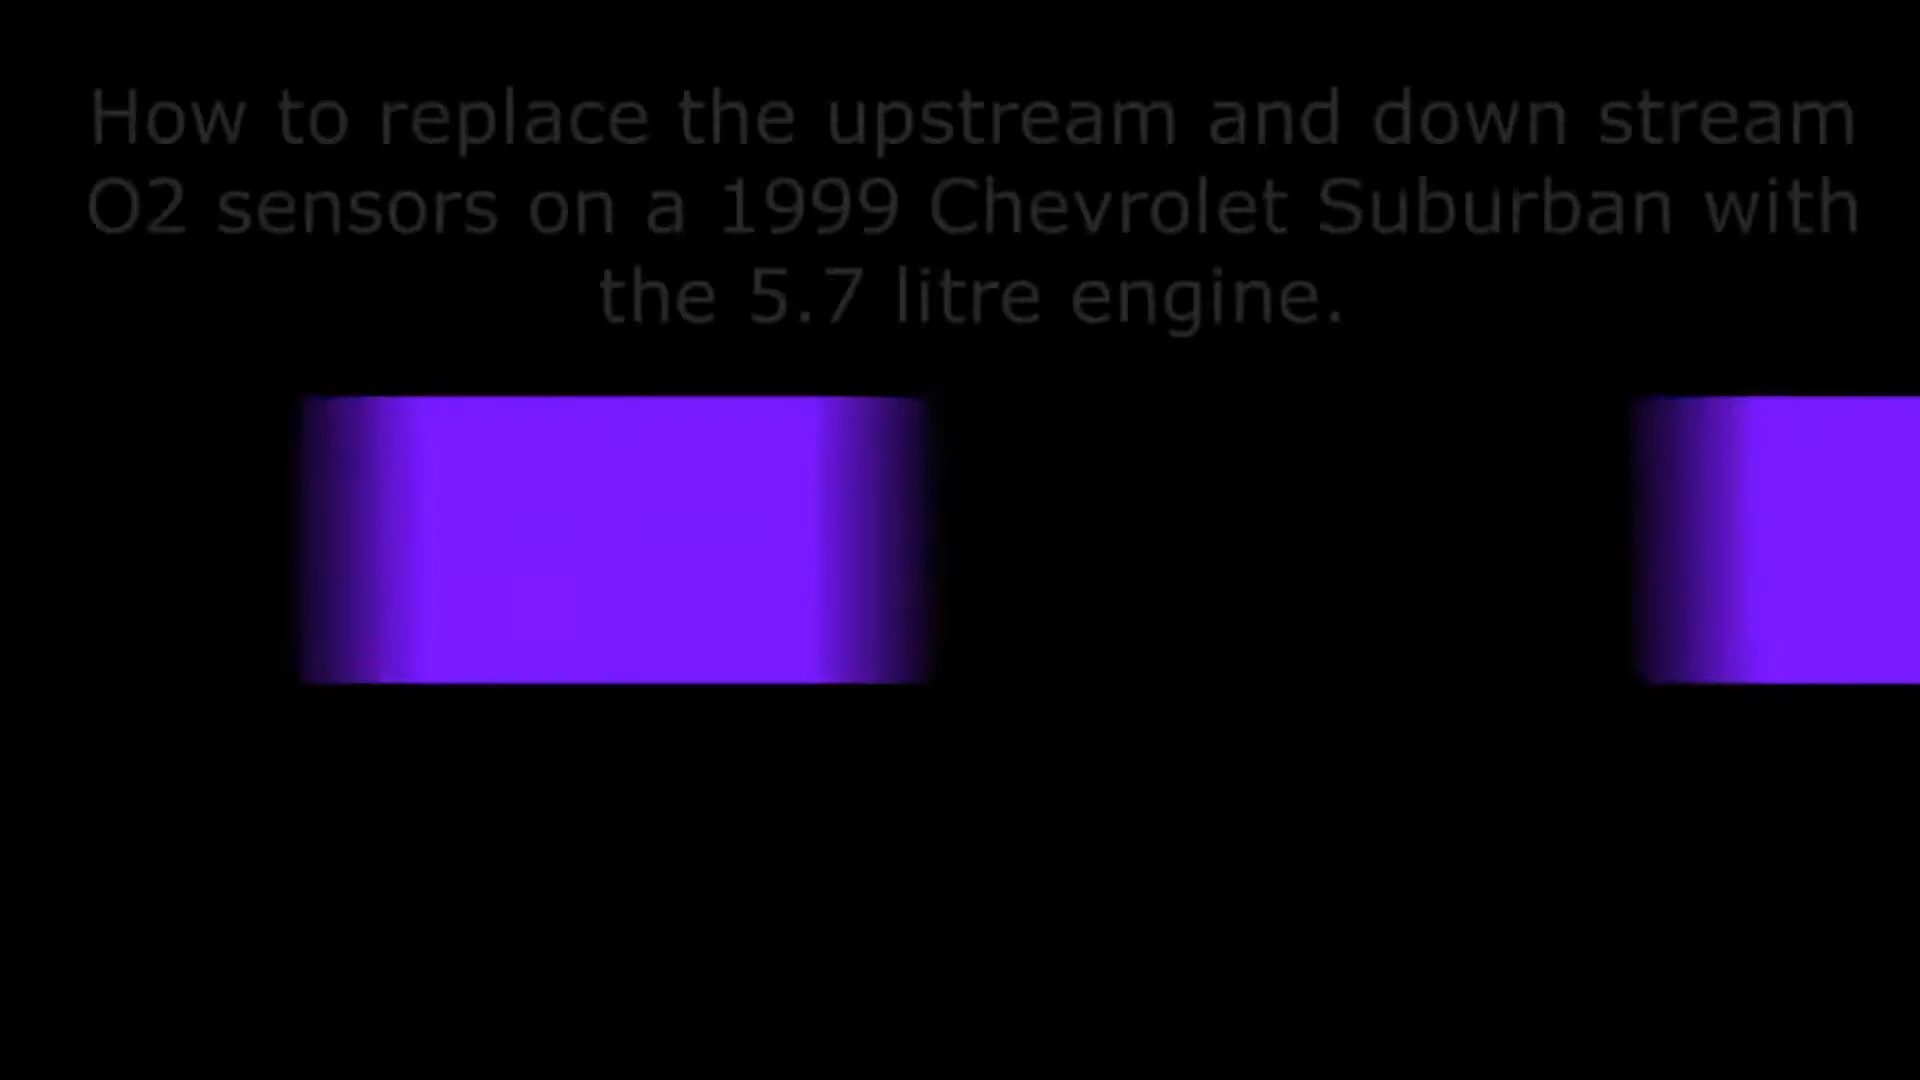 How to replace the upstream and down stream
O2 sensors on a 1999 Chevrolet Suburban with
the 5.7 litre engine.